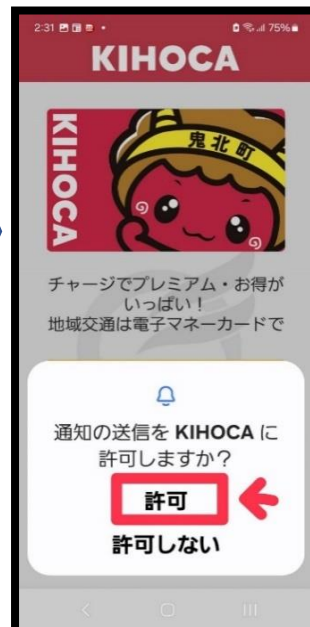 2:31
75%
KIHOCA
KIHOCA
鬼北町
チャージでプレミアム・お得が
いっぱい！
地域交通は電子マネーカードで
通知の送信を KIHOCA に
許可しますか？
許可
許可しない